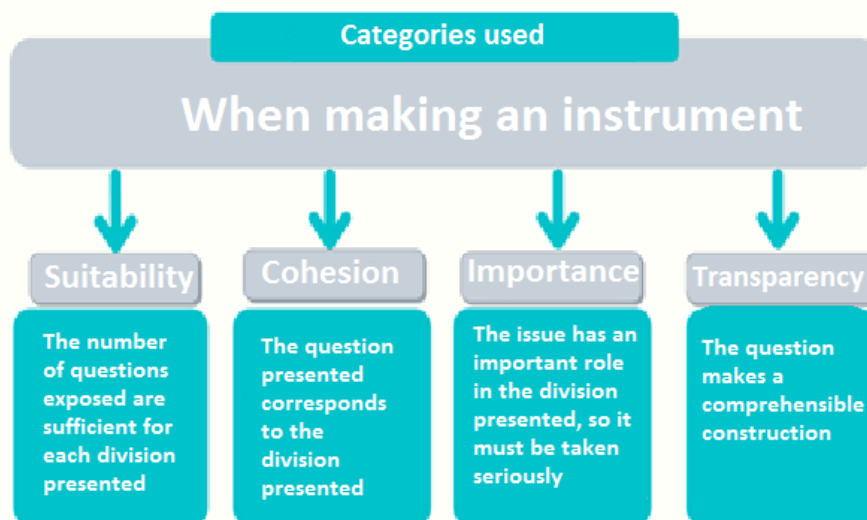 Categories used
When making an instrument
Suitability
The number
of questions
exposed are
sufficient for
each division
presented
Cohesion
The question
presented
corresponds
to the
division
presented
Importance
The issue has an
important role
in the division
presented, so it
must be taken
seriously
Transparency
The question
makes a
comprehensible
construction